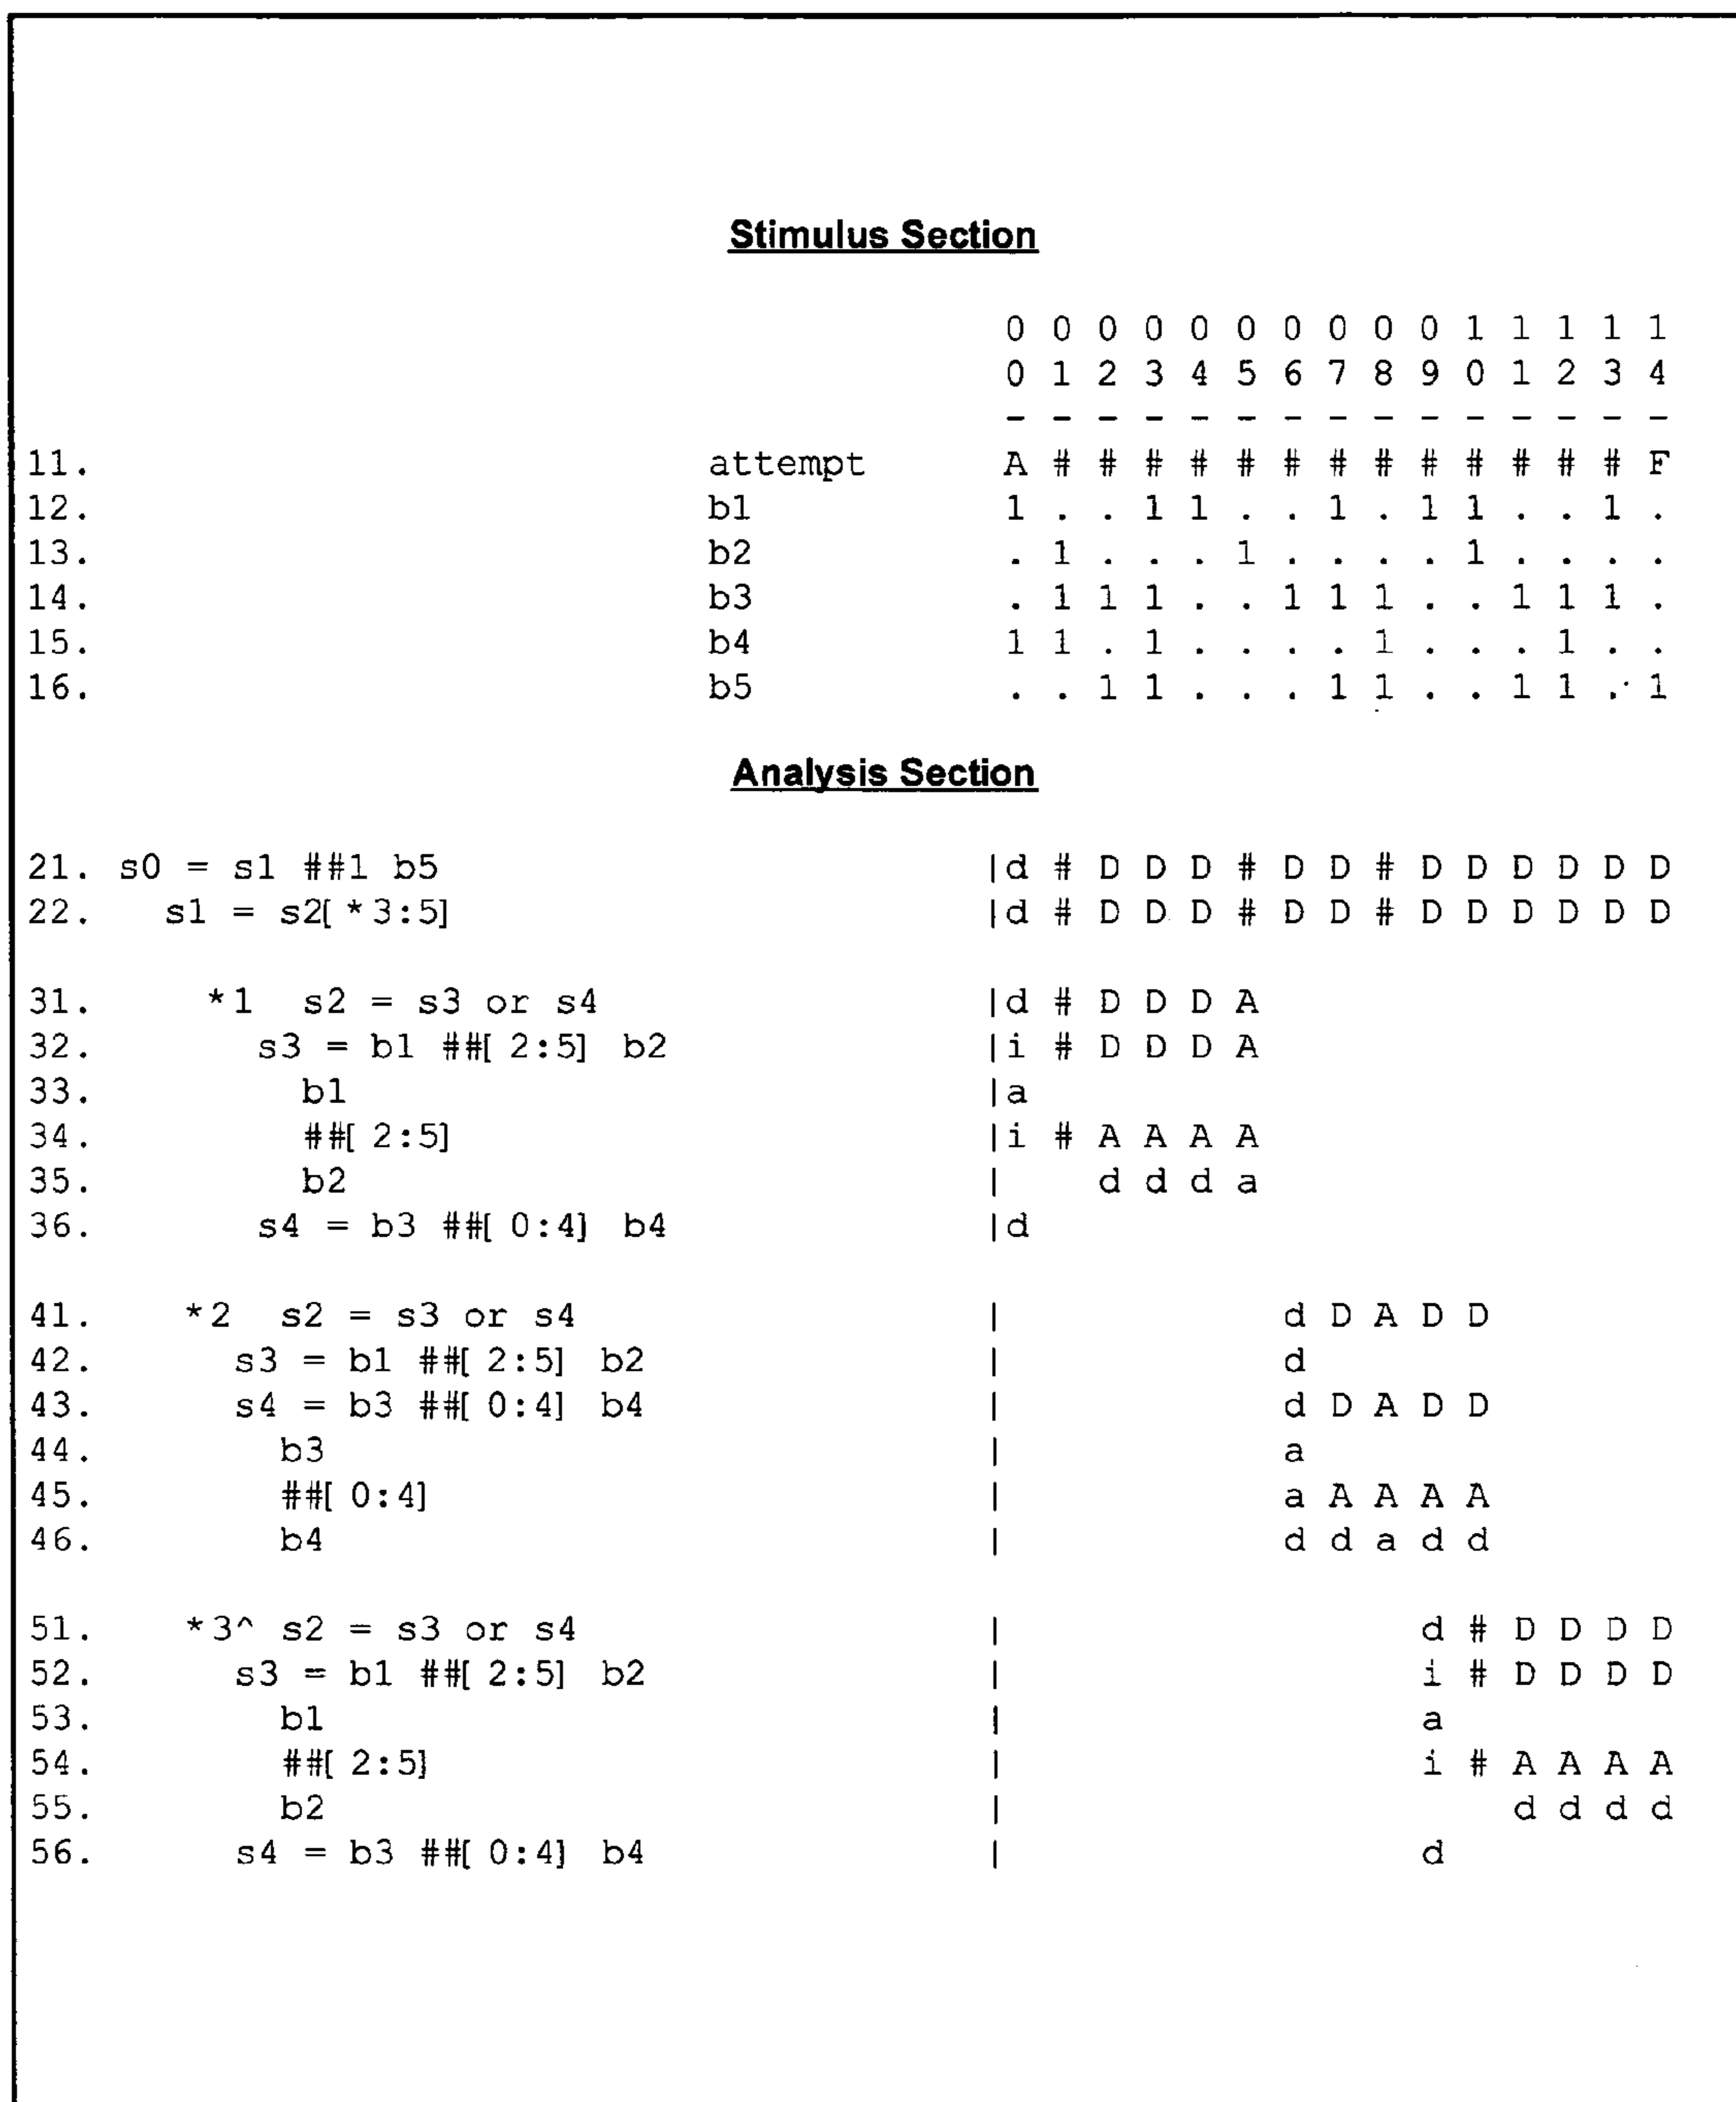 Stimulus Section
0 0 0 0 0 0 0 0 0 0 1 1 1 1 1
0 1 2 3 4 5 6 7 8 9 0 1 2 3 4
- - - - - - - - - - - - - - -
11. attempt A # # # # # # # # # # # # # F
12. b1 1 . . 1 1 . . 1 . 1 1 . . 1 .
13. b2 . 1 . . . 1 . . . . 1 . . . .
14. b3 . 1 1 1 . . 1 1 1 . . 1 1 1 .
15. b4 1 1 . 1 . . . . 1 . . . 1 . .
16. b5 . . 1 1 . . . 1 1 . . 1 1 . 1
Analysis Section
21. s0 = s1 ##1 b5 |d # D D D # D D # D D D D D D
22. s1 = s2[ *3:5] |d # D D D # D D # D D D D D D
31. *1 s2 = s3 or s4 |d # D D D A
32. s3 = b1 ##[ 2:5] b2 |i # D D D A
33. b1 |a
34. ##[ 2:5] |i # A A A A
35. b2 | d d d a
36. s4 = b3 ##[ 0:4] b4 |d
41. *2 s2 = s3 or s4 | d D A D D
42. s3 = b1 ##[ 2:5] b2 | d
43. s4 = b3 ##[ 0:4] b4 | d D A D D
44. b3 | a
45. ##[ 0:4] | a A A A A
46. b4 | d d a d d
51. *3^ s2 = s3 or s4 | d # D D D D
52. s3 = b1 ##[ 2:5] b2 | i # D D D D
53. b1 | a
54. ##[ 2:5] | i # A A A A
55. b2 | d d d d
56. s4 = b3 ##[ 0:4] b4 | d